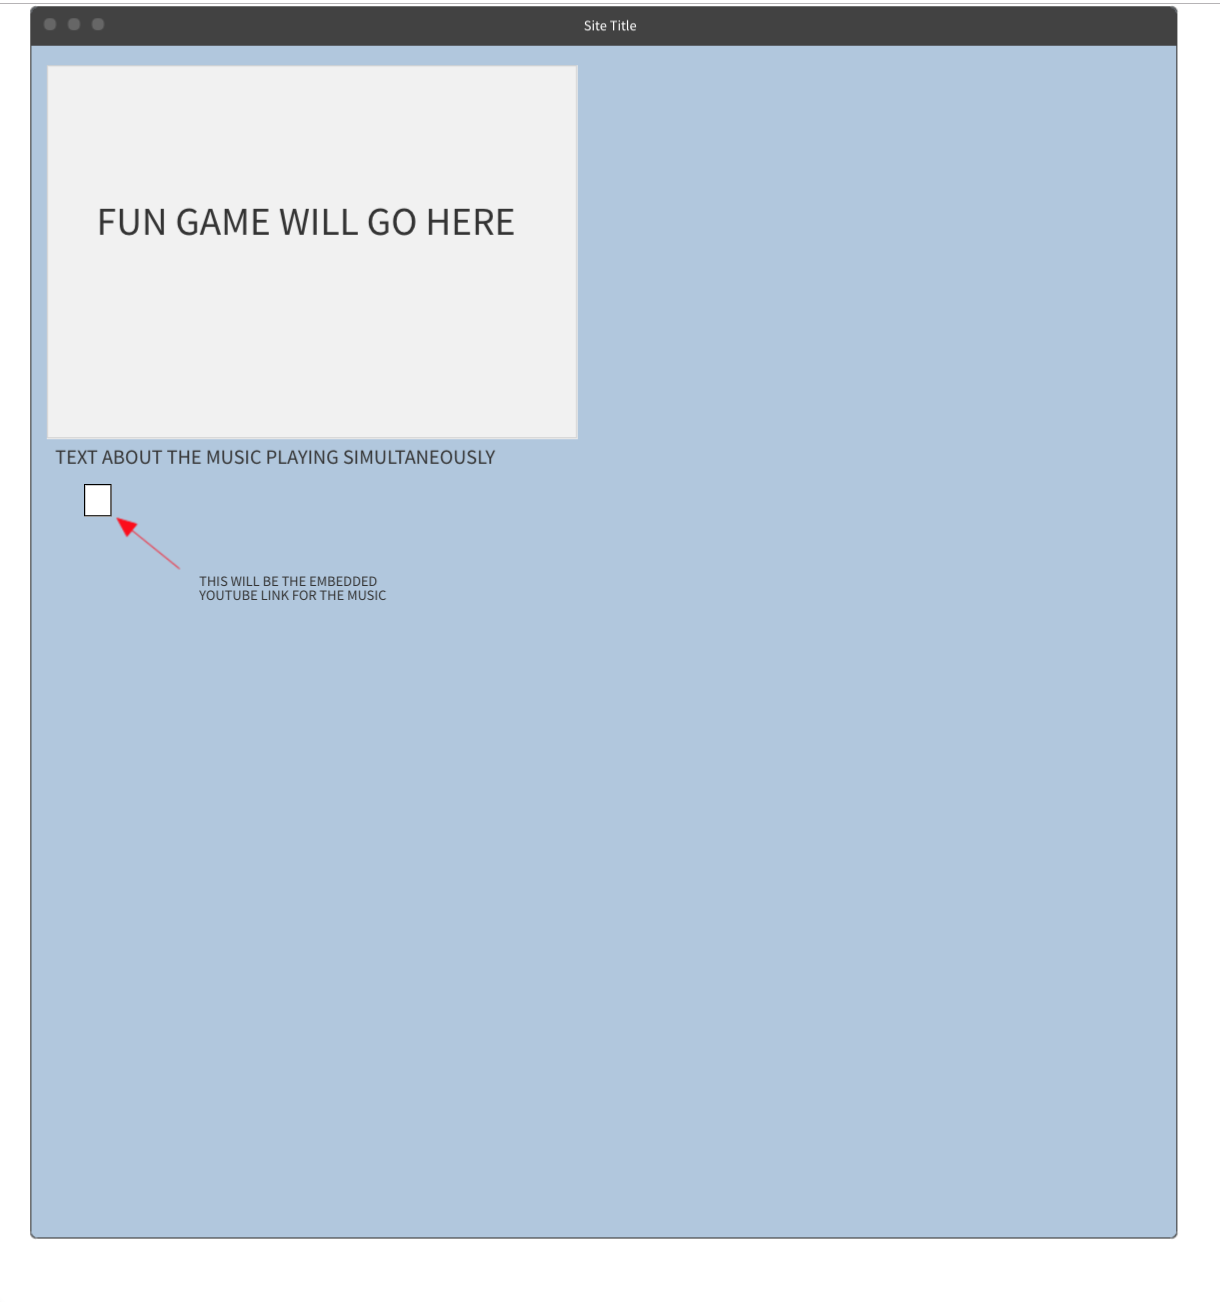 Site Title
FUN GAME WILL GO HERE
TEXT ABOUT THE MUSIC PLAYING SIMULTANEOUSLY
THIS WILL BE THE EMBEDDED
YOUTUBE LINK FOR THE MUSIC